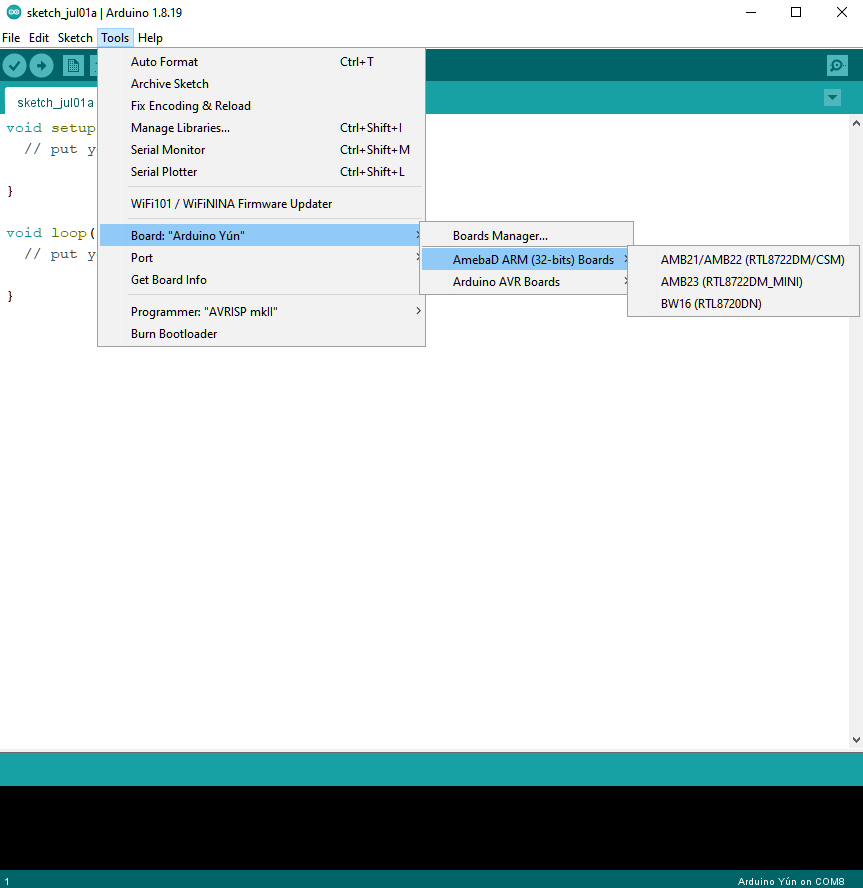 sketch_jul01a | Arduino 1.8.19
File Edit Sketch Tools Help
sketch_jul01a
void setup
// put y
}
void loop(
// put y
}
Auto Format Ctrl+T
Archive Sketch
Fix Encoding & Reload
Manage Libraries... Ctrl+Shift+I
Serial Monitor Ctrl+Shift+M
Serial Plotter Ctrl+Shift+L
WiFi101 / WiFiNINA Firmware Updater
Board: "Arduino Yún"
Port
Get Board Info
Programmer: "AVRISP mkII"
Burn Bootloader
Boards Manager...
AmebaD ARM (32-bits) Boards
Arduino AVR Boards
AMB21/AMB22 (RTL8722DM/CSM)
AMB23 (RTL8722DM_MINI)
BW16 (RTL8720DN)
1 Arduino Yún on COM8